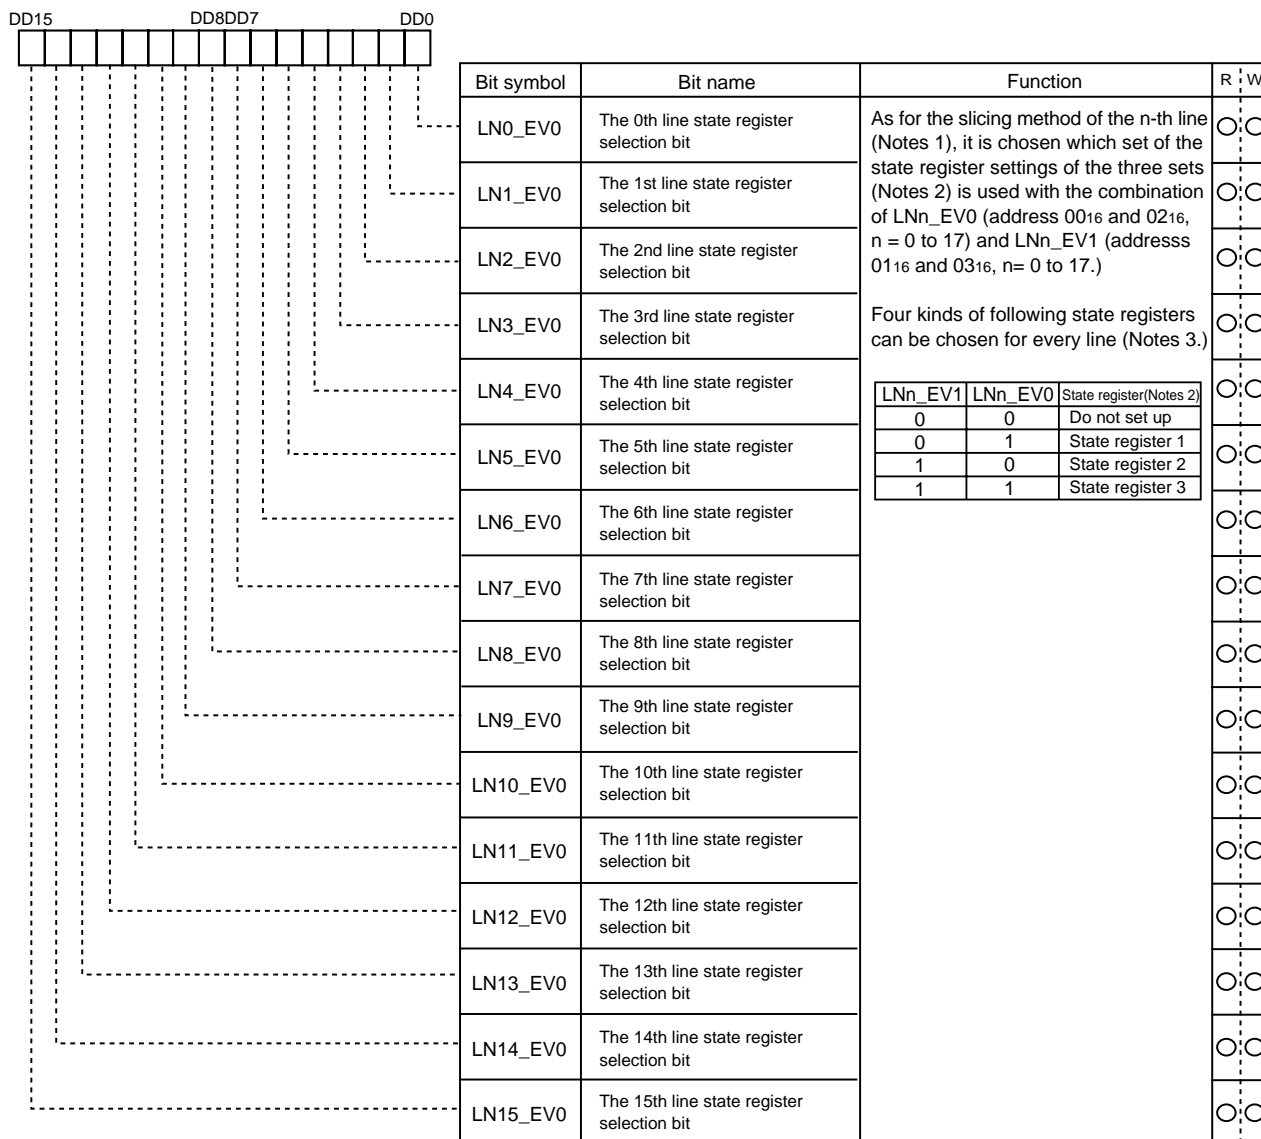 DD15 DD8DD7 DD0
Bit symbol Bit name Function R W
LN0_EV0 The 0th line state register
selection bit
LN1_EV0 The 1st line state register
selection bit
LN2_EV0 The 2nd line state register
selection bit
LN3_EV0 The 3rd line state register
selection bit
LN4_EV0 The 4th line state register
selection bit
LN5_EV0 The 5th line state register
selection bit
LN6_EV0 The 6th line state register
selection bit
LN7_EV0 The 7th line state register
selection bit
LN8_EV0 The 8th line state register
selection bit
LN9_EV0 The 9th line state register
selection bit
LN10_EV0 The 10th line state register
selection bit
LN11_EV0 The 11th line state register
selection bit
LN12_EV0 The 12th line state register
selection bit
LN13_EV0 The 13th line state register
selection bit
LN14_EV0 The 14th line state register
selection bit
LN15_EV0 The 15th line state register
selection bit
As for the slicing method of the n-th line
(Notes 1), it is chosen which set of the
state register settings of the three sets
(Notes 2) is used with the combination
of LNn_EV0 (address 0016 and 0216,
n = 0 to 17) and LNn_EV1 (addresss
0116 and 0316, n= 0 to 17.)
Four kinds of following state registers
can be chosen for every line (Notes 3.)
LNn_EV1 LNn_EV0 State register(Notes 2)
0 0 Do not set up
0 1 State register 1
1 0 State register 2
1 1 State register 3